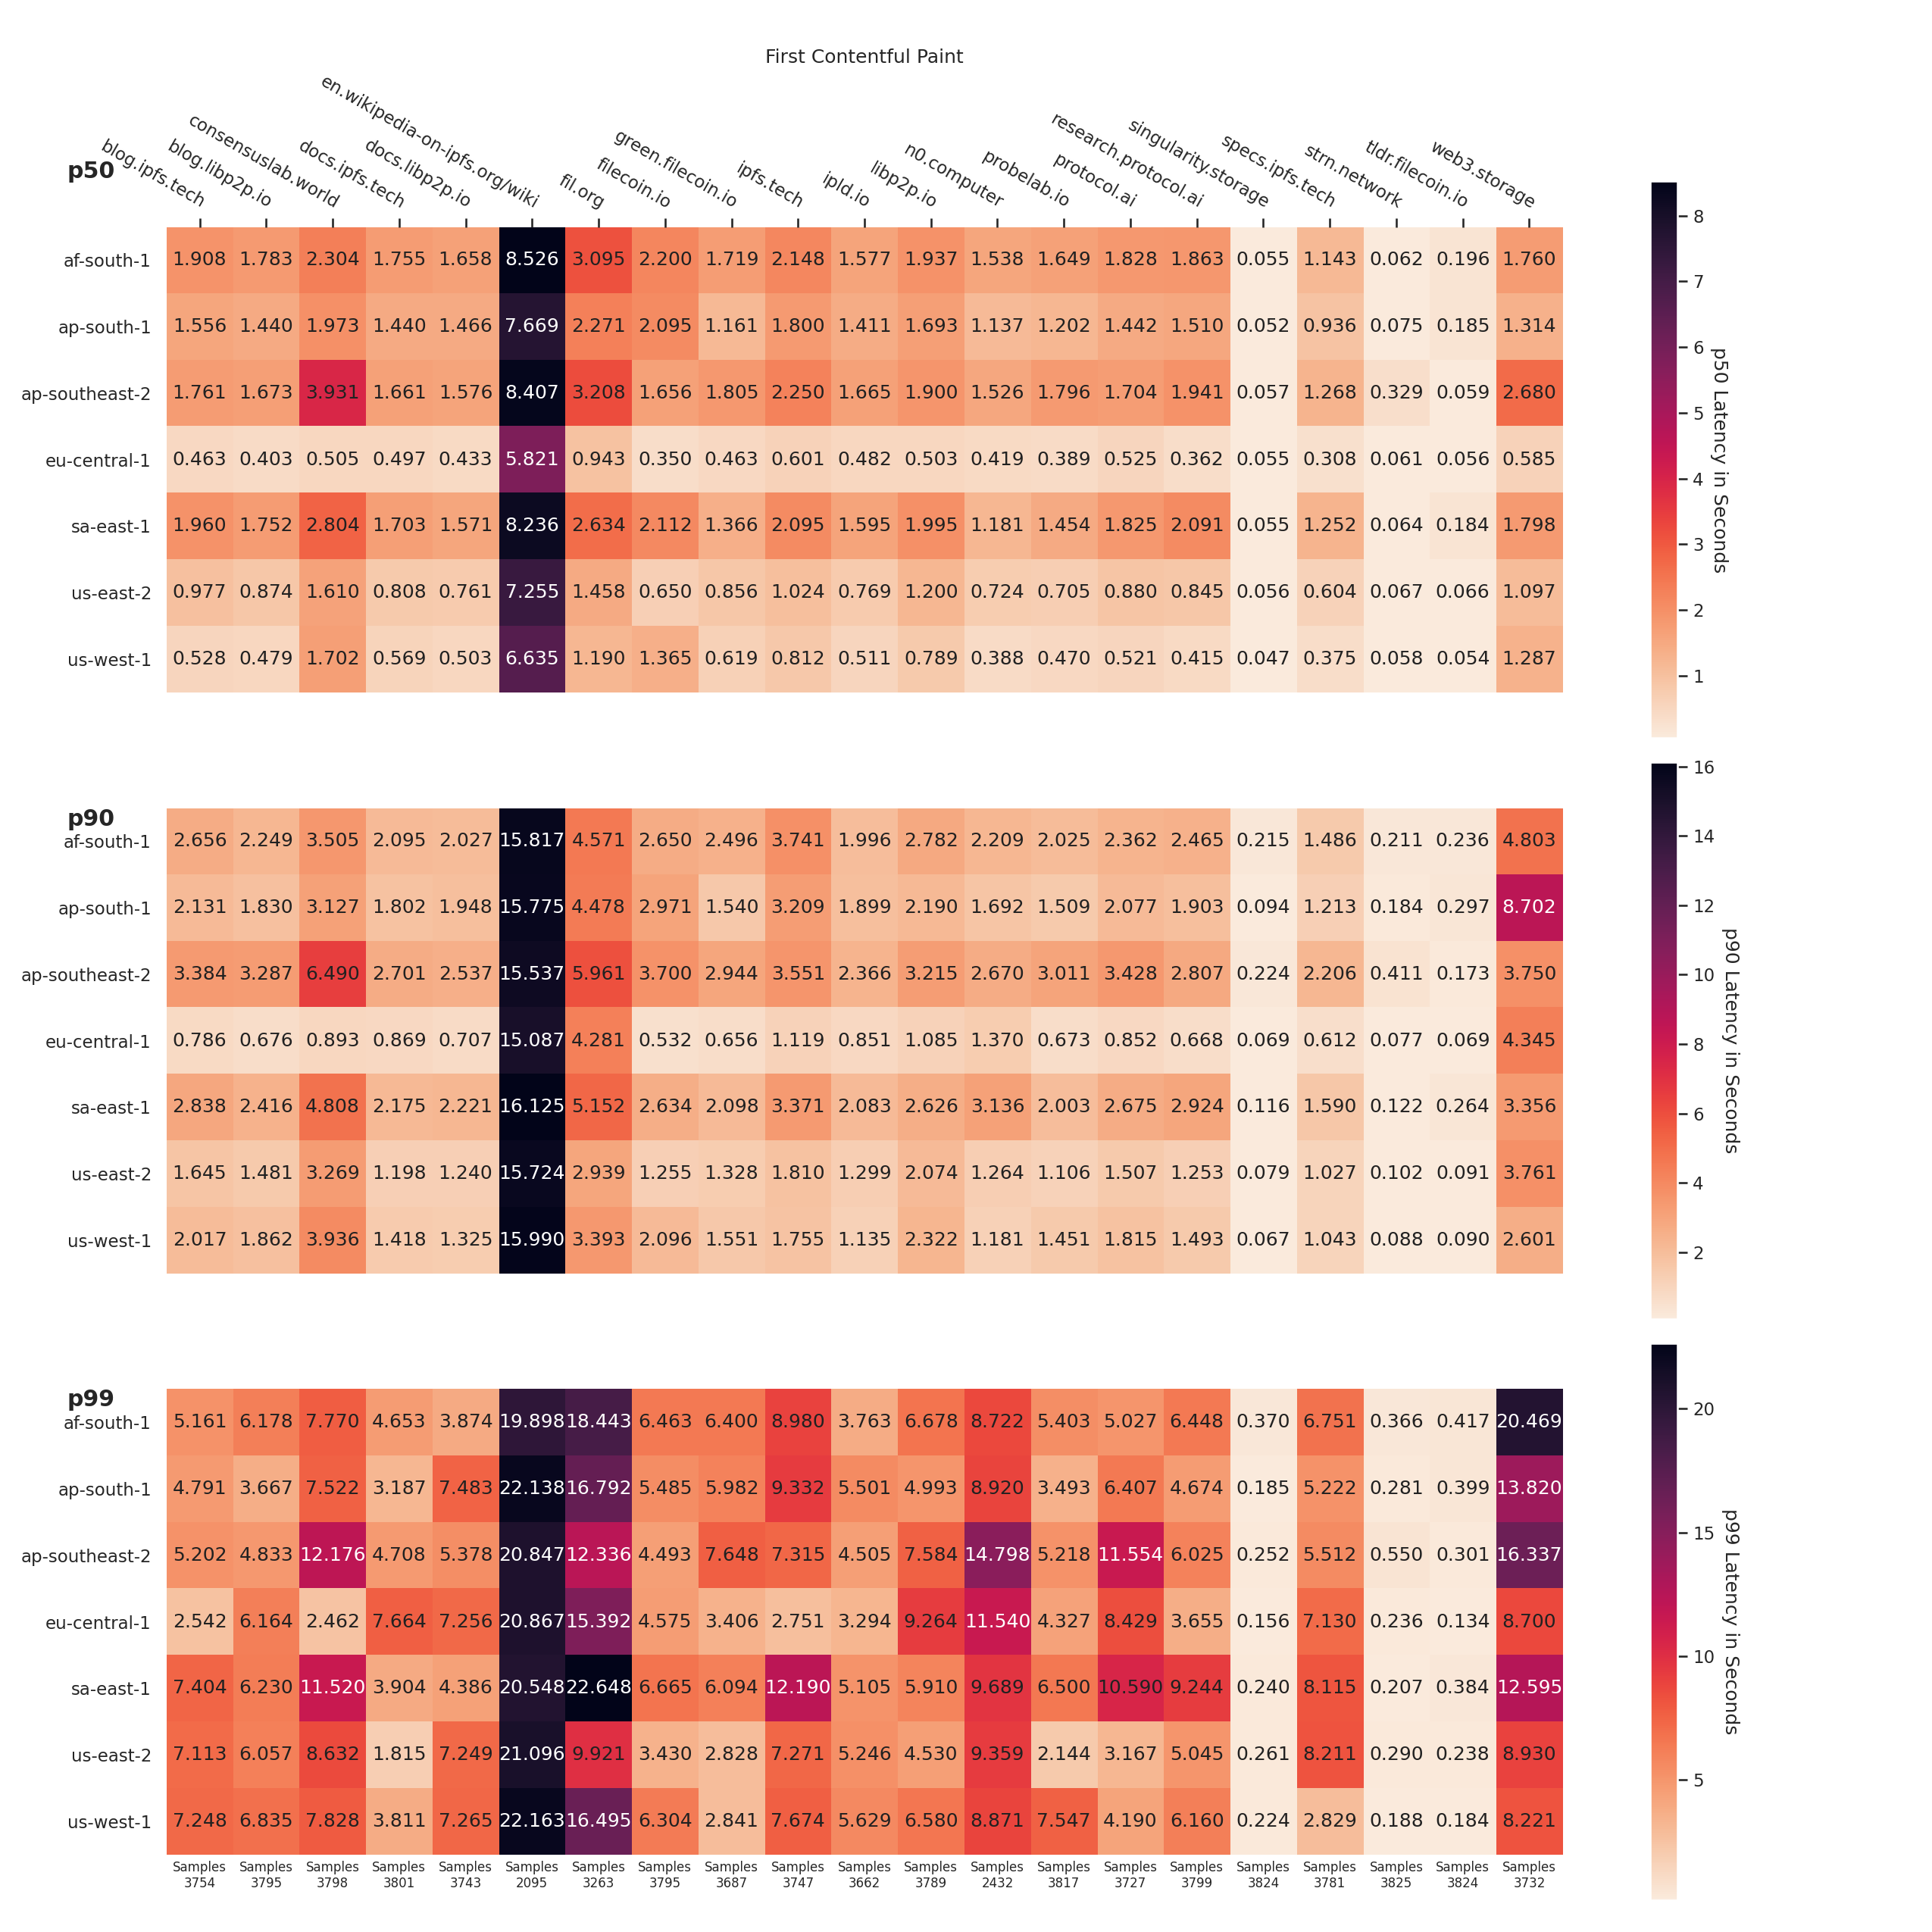 First Contentful Paint
p50
blog.ipfs.tech
blog.libp2p.io
consensuslab.world
docs.ipfs.tech
docs.libp2p.io
en.wikipedia-on-ipfs.org/wiki
fil.org
filecoin.io
green.filecoin.io
ipfs.tech
ipld.io
libp2p.io
n0.computer
probelab.io
protocol.ai
research.protocol.ai
singularity.storage
specs.ipfs.tech
strn.network
tldr.filecoin.io
web3.storage
af-south-1 1.908 1.783 2.304 1.755 1.658 8.526 3.095 2.200 1.719 2.148 1.577 1.937 1.538 1.649 1.828 1.863 0.055 1.143 0.062 0.196 1.760
ap-south-1 1.556 1.440 1.973 1.440 1.466 7.669 2.271 2.095 1.161 1.800 1.411 1.693 1.137 1.202 1.442 1.510 0.052 0.936 0.075 0.185 1.314
ap-southeast-2 1.761 1.673 3.931 1.661 1.576 8.407 3.208 1.656 1.805 2.250 1.665 1.900 1.526 1.796 1.704 1.941 0.057 1.268 0.329 0.059 2.680
eu-central-1 0.463 0.403 0.505 0.497 0.433 5.821 0.943 0.350 0.463 0.601 0.482 0.503 0.419 0.389 0.525 0.362 0.055 0.308 0.061 0.056 0.585
sa-east-1 1.960 1.752 2.804 1.703 1.571 8.236 2.634 2.112 1.366 2.095 1.595 1.995 1.181 1.454 1.825 2.091 0.055 1.252 0.064 0.184 1.798
us-east-2 0.977 0.874 1.610 0.808 0.761 7.255 1.458 0.650 0.856 1.024 0.769 1.200 0.724 0.705 0.880 0.845 0.056 0.604 0.067 0.066 1.097
us-west-1 0.528 0.479 1.702 0.569 0.503 6.635 1.190 1.365 0.619 0.812 0.511 0.789 0.388 0.470 0.521 0.415 0.047 0.375 0.058 0.054 1.287
8
7
6
5
4
3
2
1
p50 Latency in Seconds
p90
af-south-1 2.656 2.249 3.505 2.095 2.027 15.817 4.571 2.650 2.496 3.741 1.996 2.782 2.209 2.025 2.362 2.465 0.215 1.486 0.211 0.236 4.803
ap-south-1 2.131 1.830 3.127 1.802 1.948 15.775 4.478 2.971 1.540 3.209 1.899 2.190 1.692 1.509 2.077 1.903 0.094 1.213 0.184 0.297 8.702
ap-southeast-2 3.384 3.287 6.490 2.701 2.537 15.537 5.961 3.700 2.944 3.551 2.366 3.215 2.670 3.011 3.428 2.807 0.224 2.206 0.411 0.173 3.750
eu-central-1 0.786 0.676 0.893 0.869 0.707 15.087 4.281 0.532 0.656 1.119 0.851 1.085 1.370 0.673 0.852 0.668 0.069 0.612 0.077 0.069 4.345
sa-east-1 2.838 2.416 4.808 2.175 2.221 16.125 5.152 2.634 2.098 3.371 2.083 2.626 3.136 2.003 2.675 2.924 0.116 1.590 0.122 0.264 3.356
us-east-2 1.645 1.481 3.269 1.198 1.240 15.724 2.939 1.255 1.328 1.810 1.299 2.074 1.264 1.106 1.507 1.253 0.079 1.027 0.102 0.091 3.761
us-west-1 2.017 1.862 3.936 1.418 1.325 15.990 3.393 2.096 1.551 1.755 1.135 2.322 1.181 1.451 1.815 1.493 0.067 1.043 0.088 0.090 2.601
16
14
12
10
8
6
4
2
p90 Latency in Seconds
p99
af-south-1 5.161 6.178 7.770 4.653 3.874 19.898 18.443 6.463 6.400 8.980 3.763 6.678 8.722 5.403 5.027 6.448 0.370 6.751 0.366 0.417 20.469
ap-south-1 4.791 3.667 7.522 3.187 7.483 22.138 16.792 5.485 5.982 9.332 5.501 4.993 8.920 3.493 6.407 4.674 0.185 5.222 0.281 0.399 13.820
ap-southeast-2 5.202 4.833 12.176 4.708 5.378 20.847 12.336 4.493 7.648 7.315 4.505 7.584 14.798 5.218 11.554 6.025 0.252 5.512 0.550 0.301 16.337
eu-central-1 2.542 6.164 2.462 7.664 7.256 20.867 15.392 4.575 3.406 2.751 3.294 9.264 11.540 4.327 8.429 3.655 0.156 7.130 0.236 0.134 8.700
sa-east-1 7.404 6.230 11.520 3.904 4.386 20.548 22.648 6.665 6.094 12.190 5.105 5.910 9.689 6.500 10.590 9.244 0.240 8.115 0.207 0.384 12.595
us-east-2 7.113 6.057 8.632 1.815 7.249 21.096 9.921 3.430 2.828 7.271 5.246 4.530 9.359 2.144 3.167 5.045 0.261 8.211 0.290 0.238 8.930
us-west-1 7.248 6.835 7.828 3.811 7.265 22.163 16.495 6.304 2.841 7.674 5.629 6.580 8.871 7.547 4.190 6.160 0.224 2.829 0.188 0.184 8.221
Samples Samples Samples Samples Samples Samples Samples Samples Samples Samples Samples Samples Samples Samples Samples Samples Samples Samples Samples Samples Samples
3754 3795 3798 3801 3743 2095 3263 3795 3687 3747 3662 3789 2432 3817 3727 3799 3824 3781 3825 3824 3732
20
15
10
5
p99 Latency in Seconds